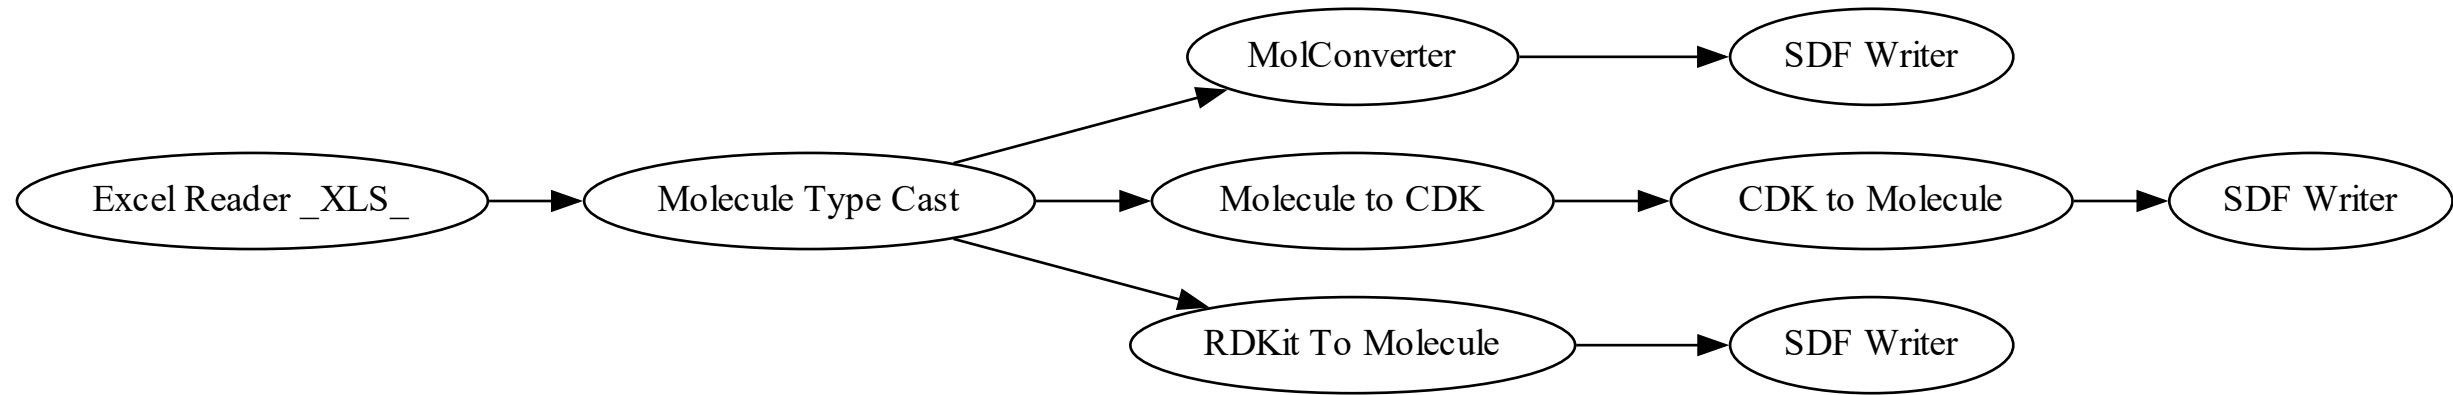 MolConverter
SDF Writer
Excel Reader _XLS_
Molecule Type Cast
Molecule to CDK
CDK to Molecule
SDF Writer
RDKit To Molecule
SDF Writer